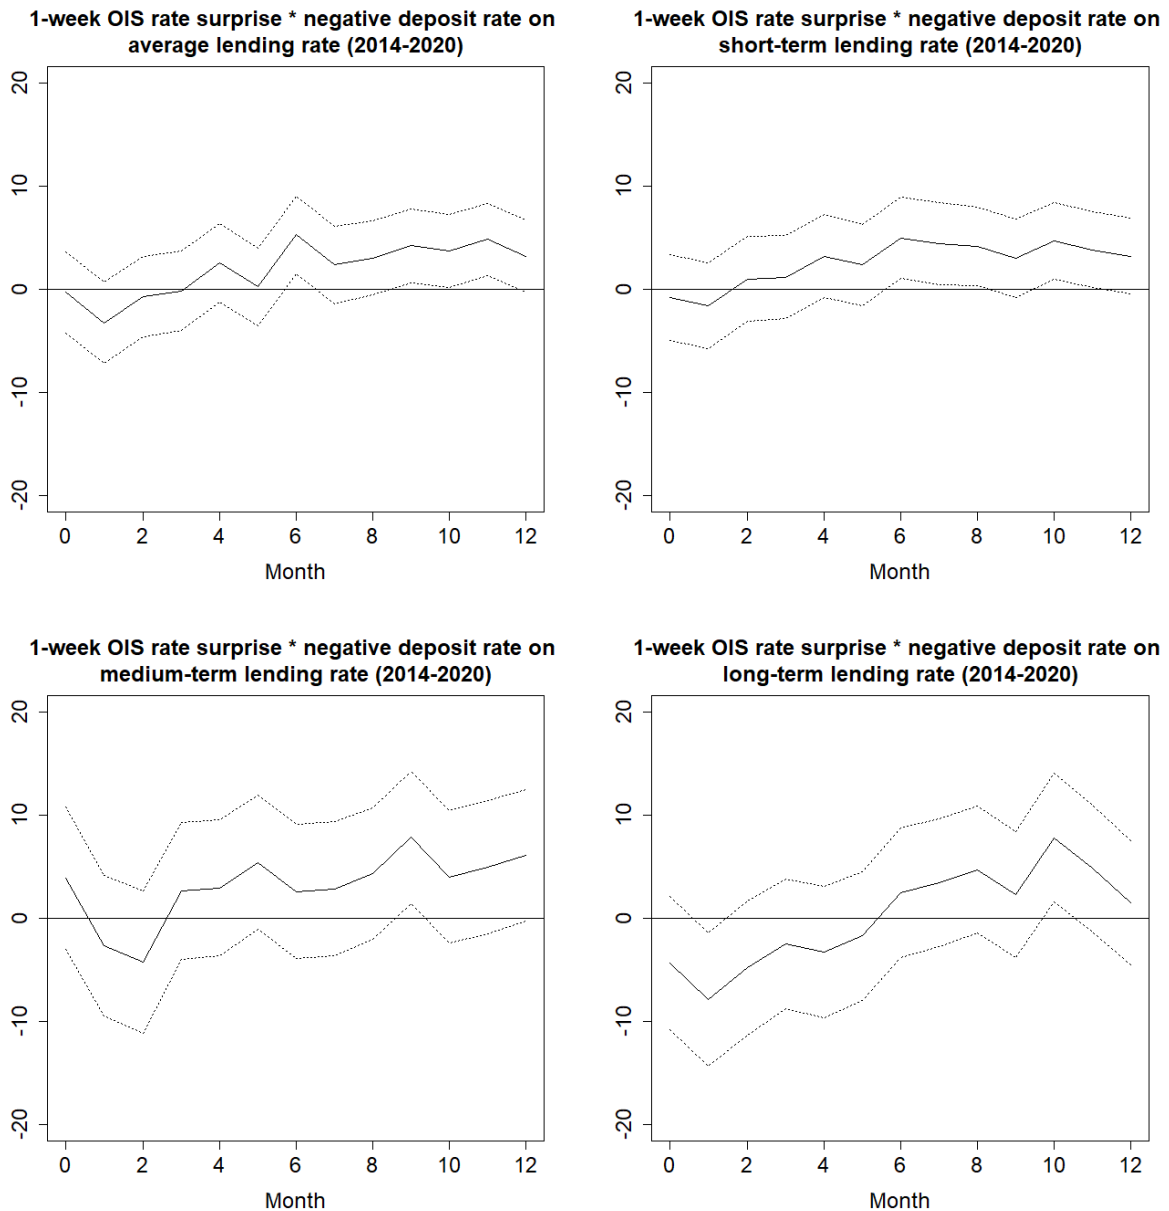 1-week OIS rate surprise * negative deposit rate on
average lending rate (2014-2020)
20
10
0
-10
-20
0 2 4 6 8 10 12
Month
1-week OIS rate surprise * negative deposit rate on
short-term lending rate (2014-2020)
20
10
0
-10
-20
0 2 4 6 8 10 12
Month
1-week OIS rate surprise * negative deposit rate on
medium-term lending rate (2014-2020)
20
10
0
-10
-20
0 2 4 6 8 10 12
Month
1-week OIS rate surprise * negative deposit rate on
long-term lending rate (2014-2020)
20
10
0
-10
-20
0 2 4 6 8 10 12
Month